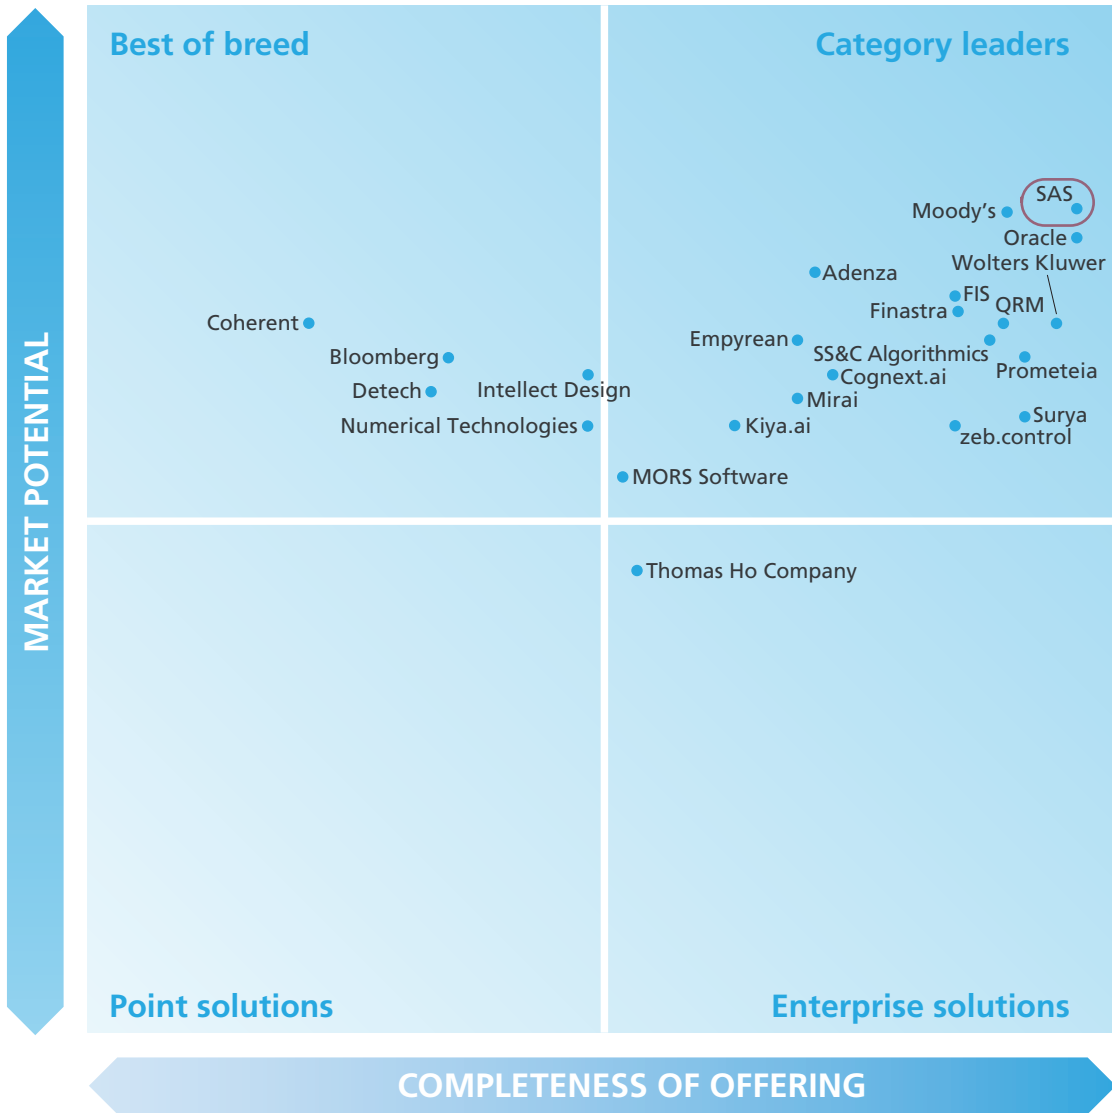 Best of breed
Category leaders
SAS
Moody's
Oracle
Wolters Kluwer
Adenza
FIS
QRM
Finastra
Coherent
Empyrean
SS&C Algorithmics
Bloomberg
Prometeia
Cognext.ai
Detech
Intellect Design
Mirai
Surya
Numerical Technologies
Kiya.ai
zeb.control
MORS Software
Thomas Ho Company
MARKET POTENTIAL
Point solutions
Enterprise solutions
COMPLETENESS OF OFFERING